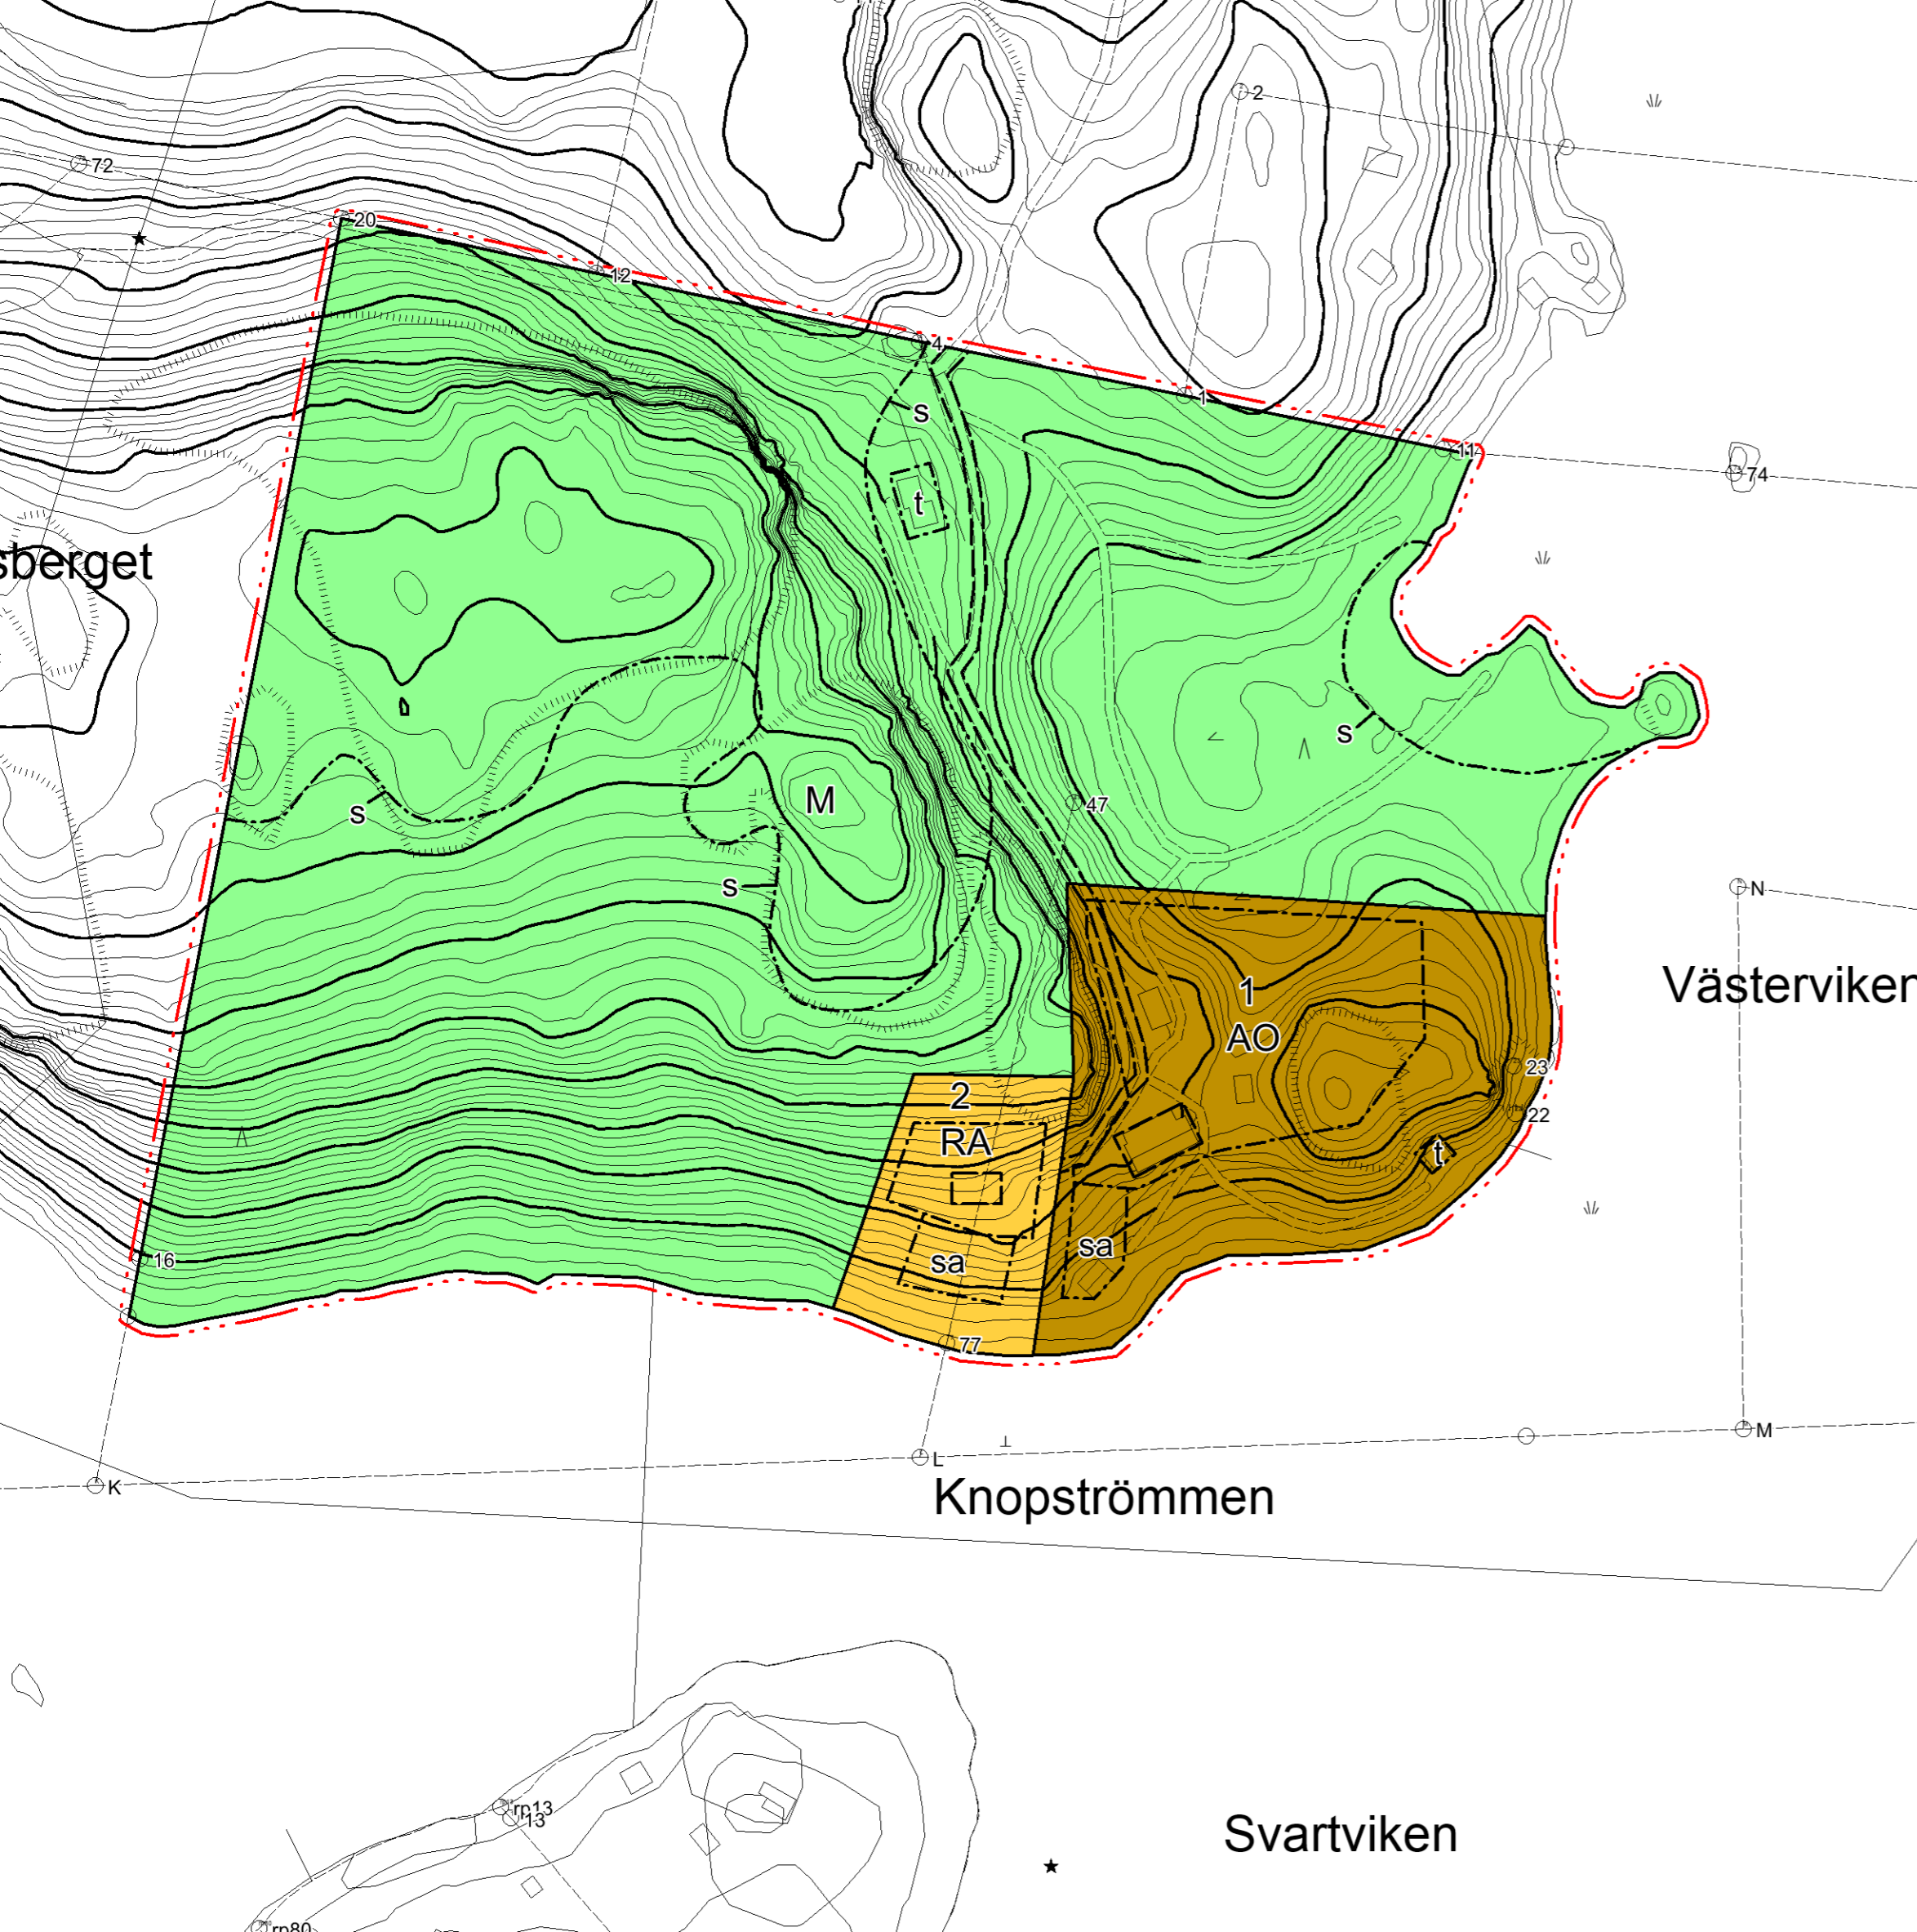 2
72
20
12
4
1
11
74
s
t
sberget
s
M
47
s
s
N
Västerviken
1
AO
23
22
2
RA
t
sa
sa
16
77
K
L
M
Knopströmmen
rp13
13
Svartviken
rp80